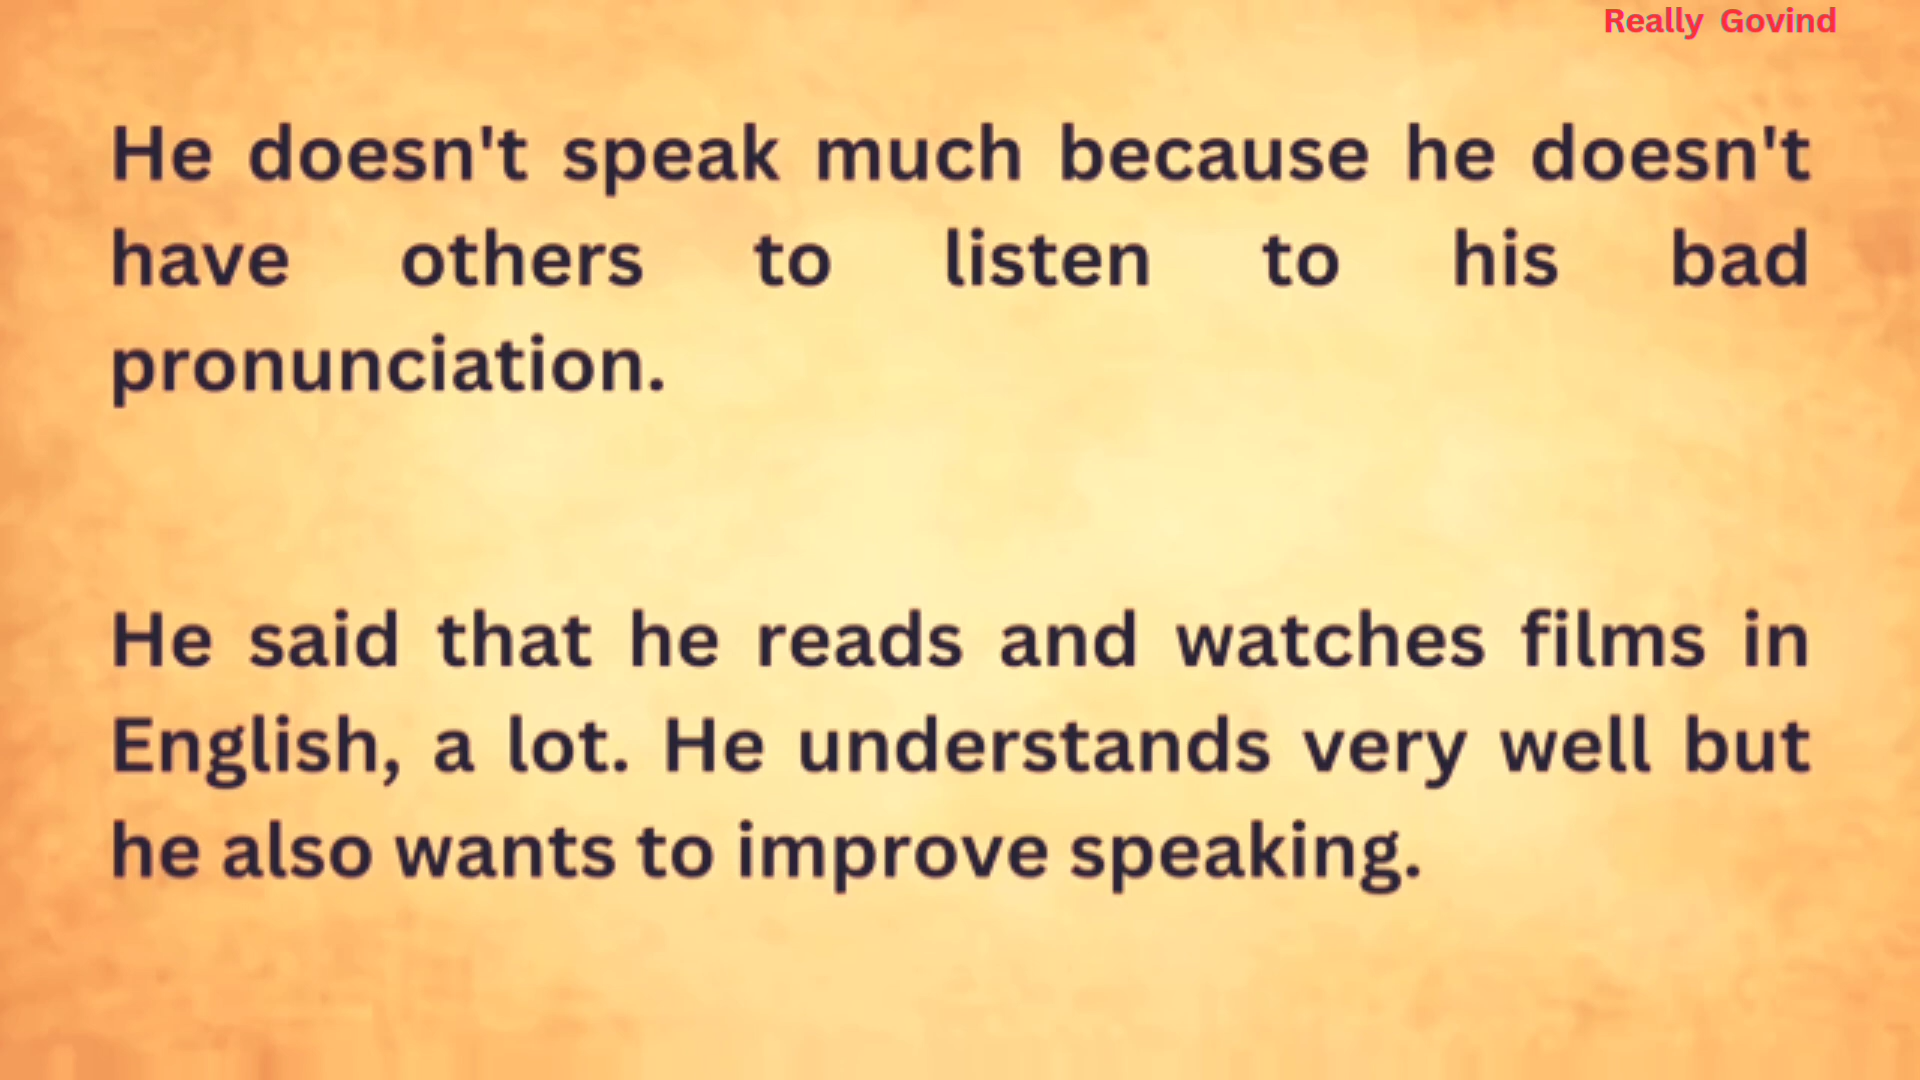 Really Govind
He doesn't speak much because he doesn't
have others to listen to his bad
pronunciation.
He said that he reads and watches films in
English, a lot. He understands very well but
he also wants to improve speaking.